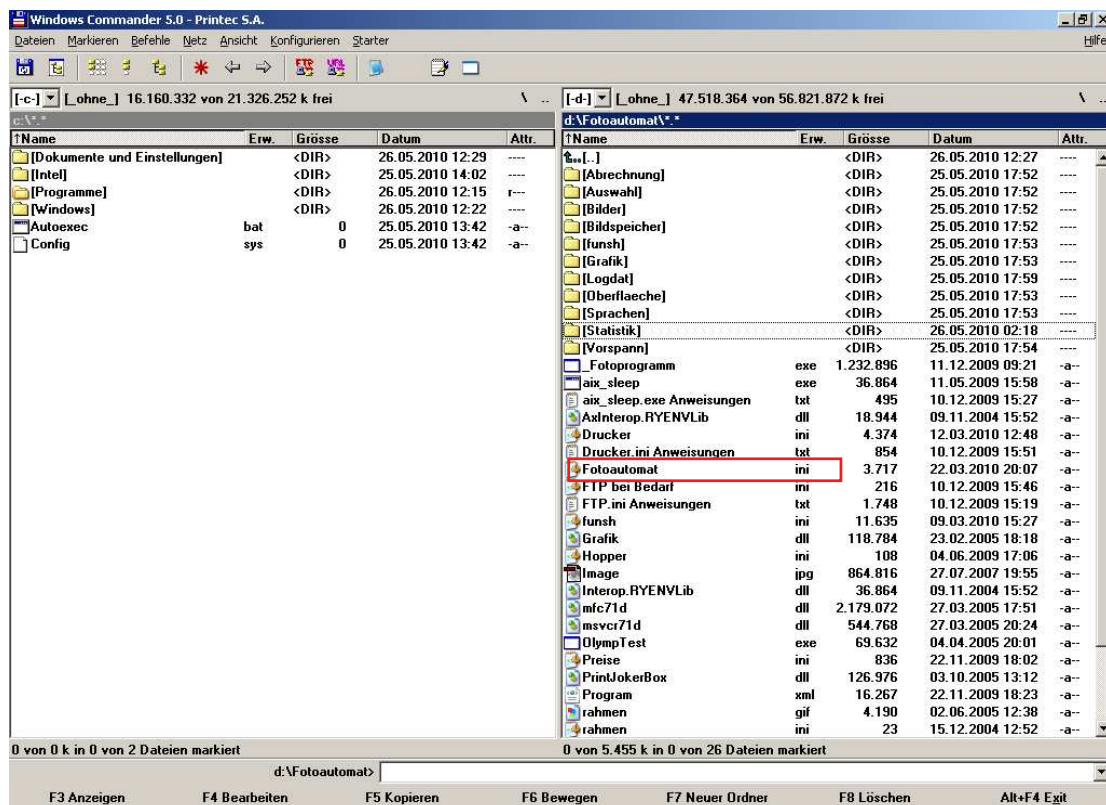 Windows Commander 5.0 - Printec S.A.
Dateien Markieren Befehle Netz Ansicht Konfigurieren Starter Hilfe
FTP URL
[-c-] [_ohne_] 16.160.332 von 21.326.252 k frei \ ..
c:\*.*
↑Name Erw. Grösse Datum Attr.
[Dokumente und Einstellungen] <DIR> 26.05.2010 12:29 ----
[Intel] <DIR> 25.05.2010 14:02 ----
[Programme] <DIR> 26.05.2010 12:15 r---
[Windows] <DIR> 26.05.2010 12:22 ----
Autoexec bat 0 25.05.2010 13:42 -a--
Config sys 0 25.05.2010 13:42 -a--
0 von 0 k in 0 von 2 Dateien markiert
[-d-] [_ohne_] 47.518.364 von 56.821.872 k frei \ ..
d:\Fotoautomat\*.*
↑Name Erw. Grösse Datum Attr.
[..] <DIR> 26.05.2010 12:27 ----
[Abrechnung] <DIR> 25.05.2010 17:52 ----
[Auswahl] <DIR> 25.05.2010 17:52 ----
[Bilder] <DIR> 25.05.2010 17:52 ----
[Bildspeicher] <DIR> 25.05.2010 17:52 ----
[funsh] <DIR> 25.05.2010 17:53 ----
[Grafik] <DIR> 25.05.2010 17:53 ----
[Logdat] <DIR> 25.05.2010 17:59 ----
[Oberflaeche] <DIR> 25.05.2010 17:53 ----
[Sprachen] <DIR> 25.05.2010 17:53 ----
[Statistik] <DIR> 26.05.2010 02:18 ----
[Vorspann] <DIR> 25.05.2010 17:54 ----
_Fotoprogramm exe 1.232.896 11.12.2009 09:21 -a--
aix_sleep exe 36.864 11.05.2009 15:58 -a--
aix_sleep.exe Anweisungen txt 495 10.12.2009 15:27 -a--
AxInterop.RYENVLib dll 18.944 09.11.2004 15:52 -a--
Drucker ini 4.374 12.03.2010 12:48 -a--
Drucker.ini Anweisungen txt 854 10.12.2009 15:51 -a--
Fotoautomat ini 3.717 22.03.2010 20:07 -a--
FTP bei Bedarf ini 216 10.12.2009 15:46 -a--
FTP.ini Anweisungen txt 1.748 10.12.2009 15:19 -a--
funsh ini 11.635 09.03.2010 15:27 -a--
Grafik dll 118.784 23.02.2005 18:18 -a--
Hopper ini 108 04.06.2009 17:06 -a--
Image jpg 864.816 27.07.2007 19:55 -a--
Interop.RYENVLib dll 36.864 09.11.2004 15:52 -a--
mfc71d dll 2.179.072 27.03.2005 17:51 -a--
msvcr71d dll 544.768 27.03.2005 20:24 -a--
OlympTest exe 69.632 04.04.2005 20:01 -a--
Preise ini 836 22.11.2009 18:02 -a--
PrintJokerBox dll 126.976 03.10.2005 13:12 -a--
Program xml 16.267 22.11.2009 18:23 -a--
rahmen gif 4.190 02.06.2005 12:38 -a--
rahmen ini 23 15.12.2004 12:52 -a--
0 von 5.455 k in 0 von 26 Dateien markiert
d:\Fotoautomat>
F3 Anzeigen F4 Bearbeiten F5 Kopieren F6 Bewegen F7 Neuer Ordner F8 Löschen Alt+F4 Exit